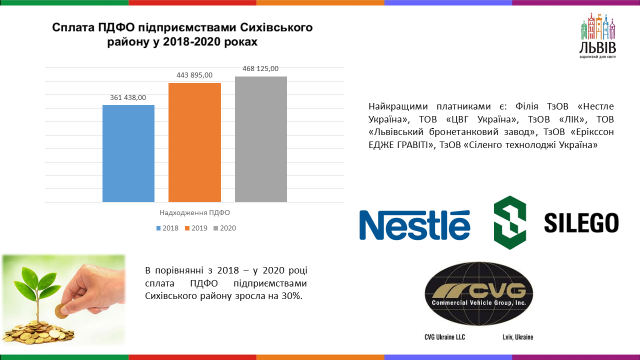 Сплата ПДФО підприємствами Сихівського
району у 2018-2020 роках
ЛЬВІВ
відкритий для світу
361 438,00
443 895,00
468 125,00
Надходження ПДФО
2018 2019 2020
Найкращими платниками є: Філія ТзОВ «Нестле
Україна», ТОВ «ЦВГ Україна», ТзОВ «ЛІК», ТОВ
«Львівський бронетанковий завод», ТзОВ «Ерікссон
ЕДЖЕ ГРАВІТІ», ТзОВ «Сіленго технолоджі Україна»
Nestlé
SILEGO
CVG
Commercial Vehicle Group, Inc.
CVG Ukraine LLC Lviv, Ukraine
В порівнянні з 2018 – у 2020 році
сплата ПДФО підприємствами
Сихівського району зросла на 30%.